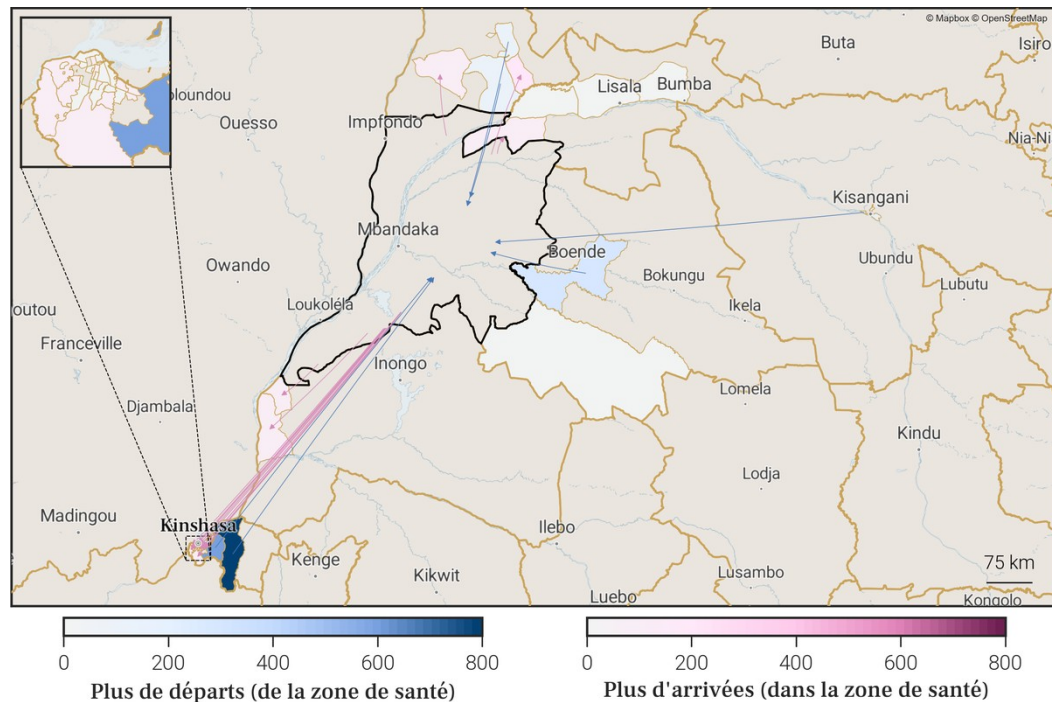 © Mapbox © OpenStreetMap
Buta
Isiro
oloundou
Lisala
Bumba
Ouesso
Impfondo
Nia-Ni
Kisangani
Mbandaka
Boende
Ubundu
Owando
Bokungu
Lubutu
Loukoléla
Ikela
outou
Franceville
Inongo
Lomela
Djambala
Kindu
Lodja
Madingou
Kinshasa
Ilebo
Kenge
75 km
Kikwit
Lusambo
Luebo
Kongolo
0 200 400 600 800
Plus de départs (de la zone de santé)
0 200 400 600 800
Plus d'arrivées (dans la zone de santé)